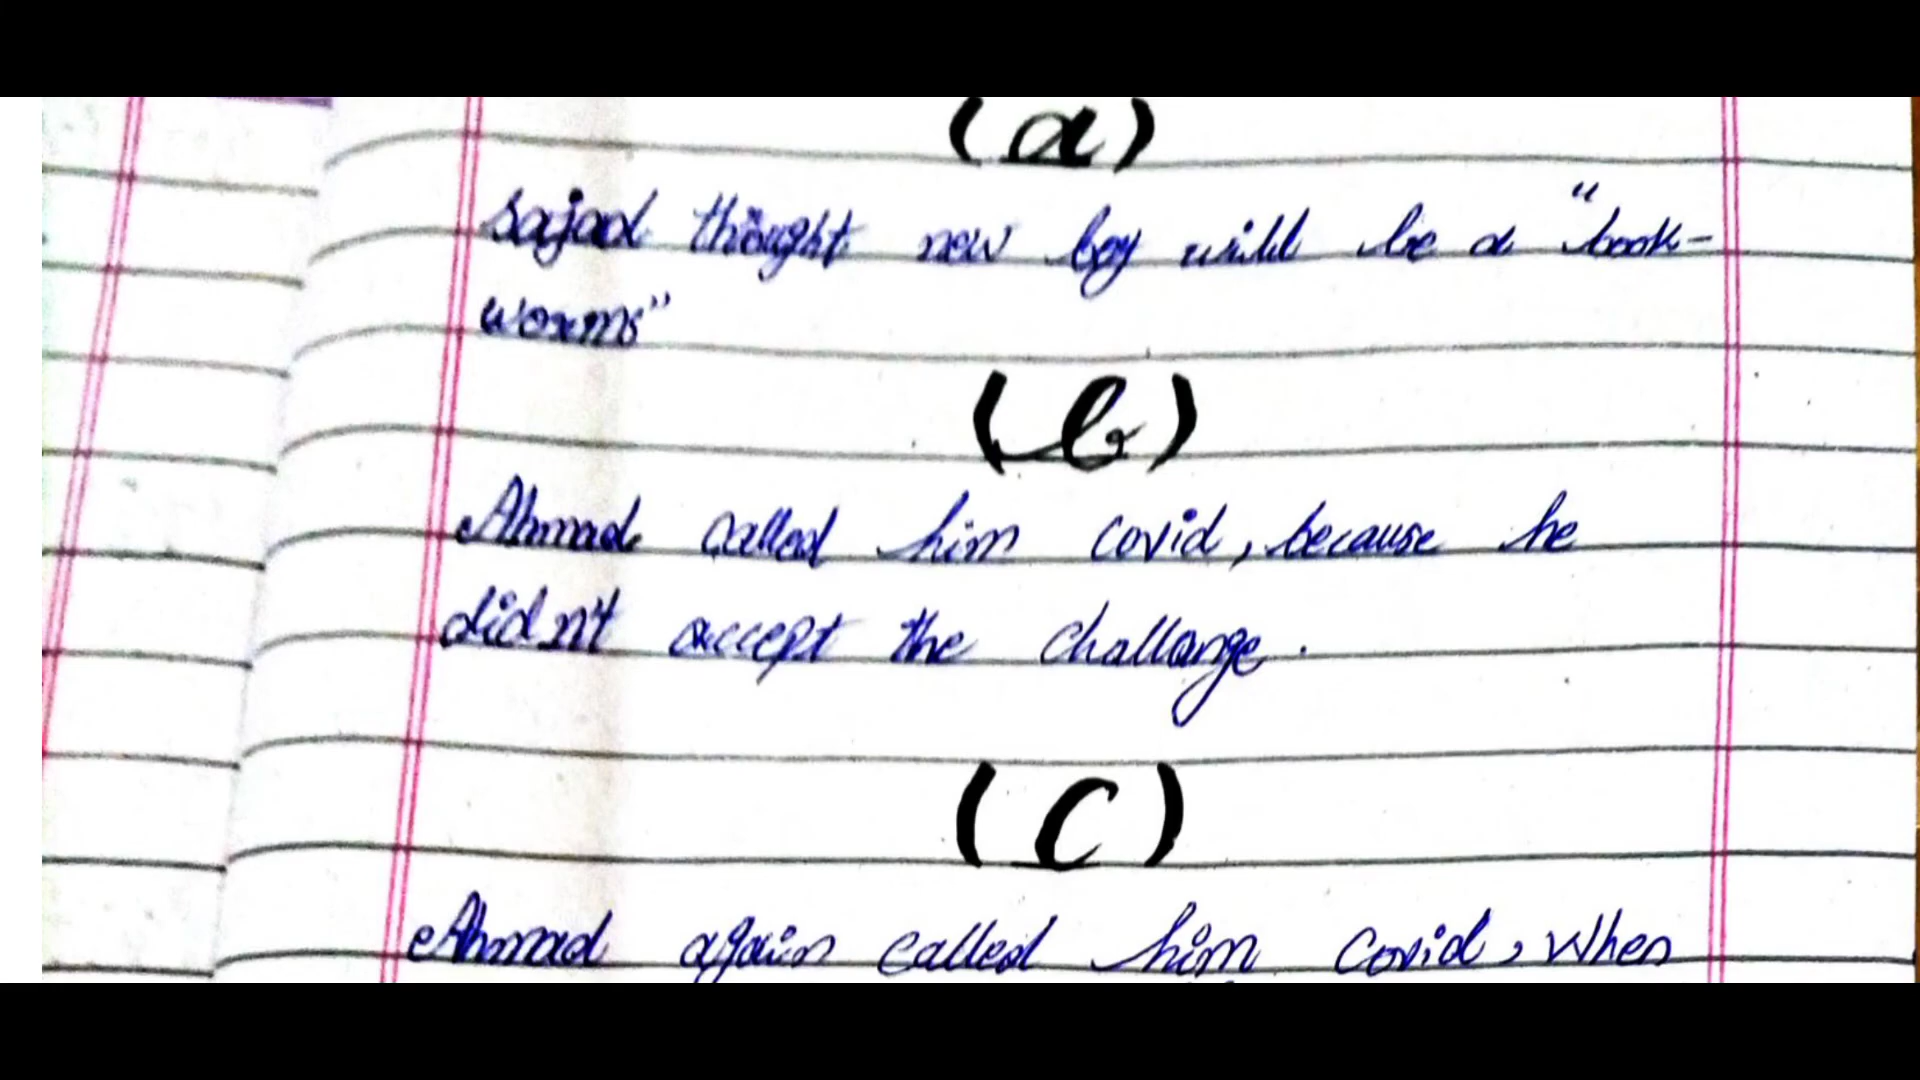 (a)
Sajad thought new boy will be a "book-
worms"
(b)
Ahmad called him covid, because he
didn't accept the challange.
(C)
Ahmad again called him Covid, When